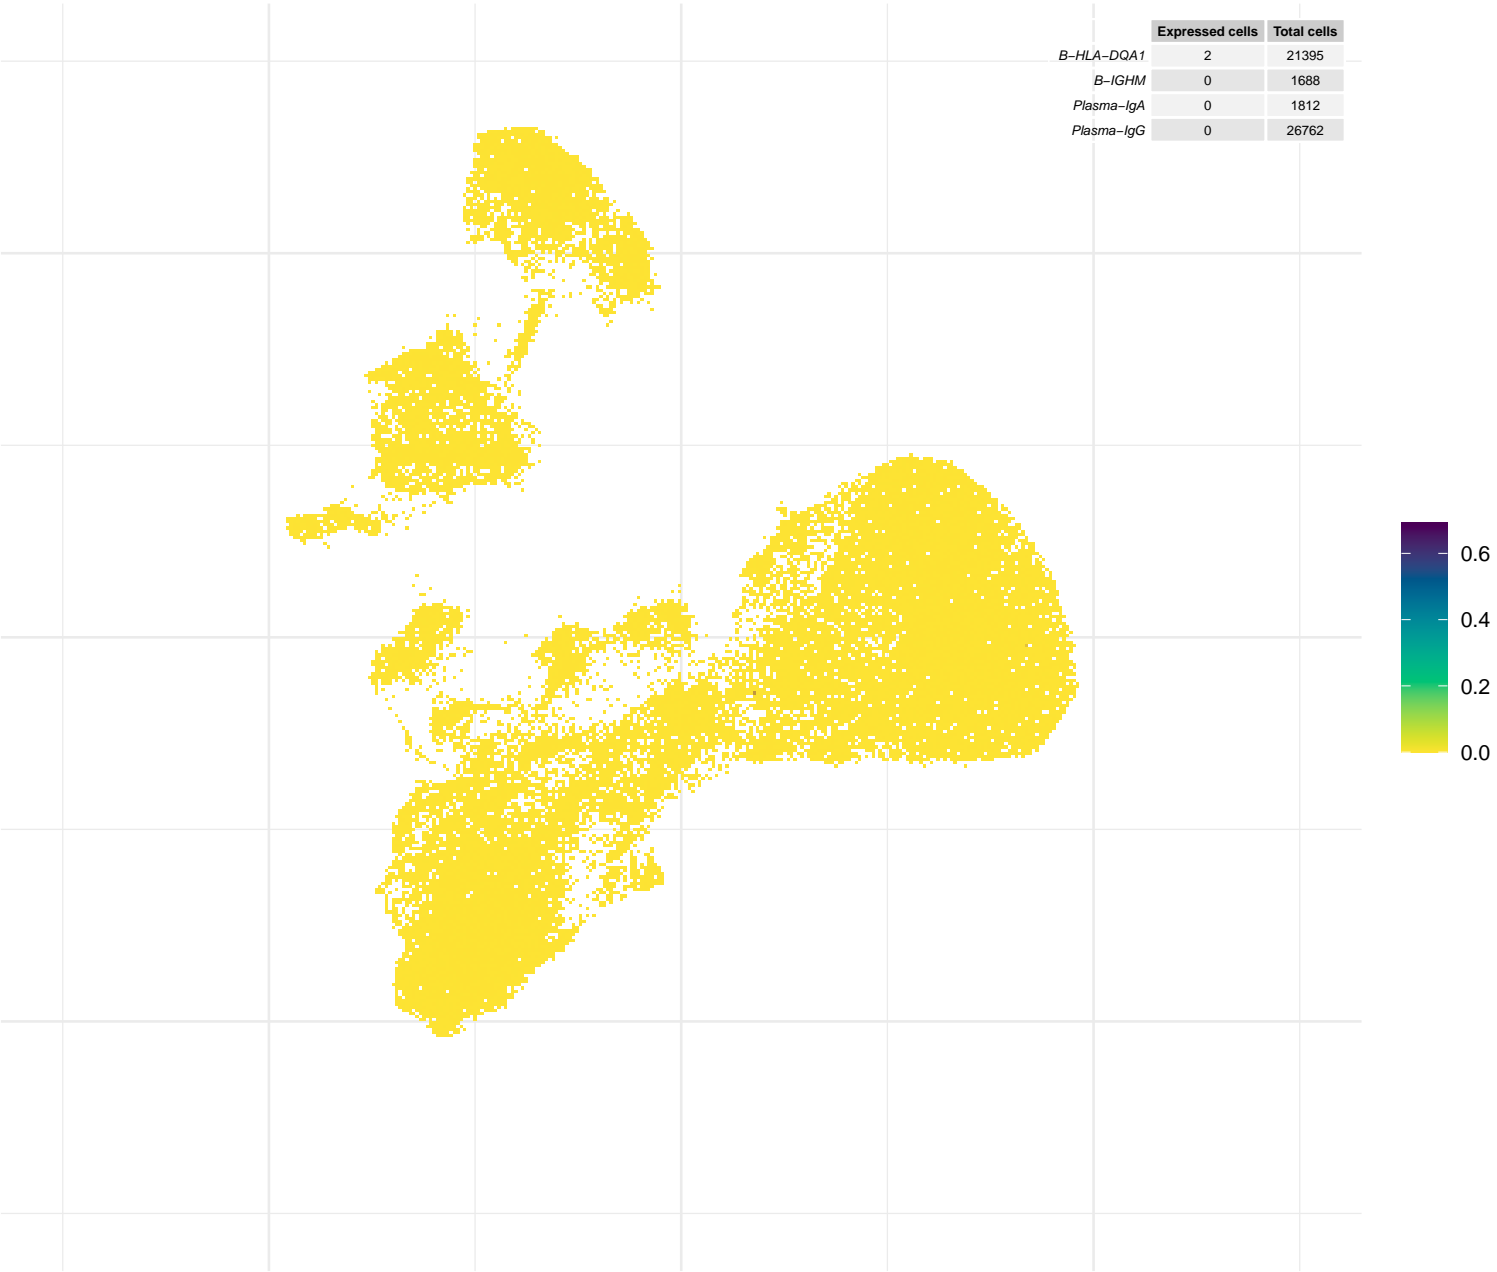 Expressed cells Total cells
B−HLA−DQA1 2 21395
B−IGHM 0 1688
Plasma−IgA 0 1812
Plasma−IgG 0 26762
0.6
0.4
0.2
0.0